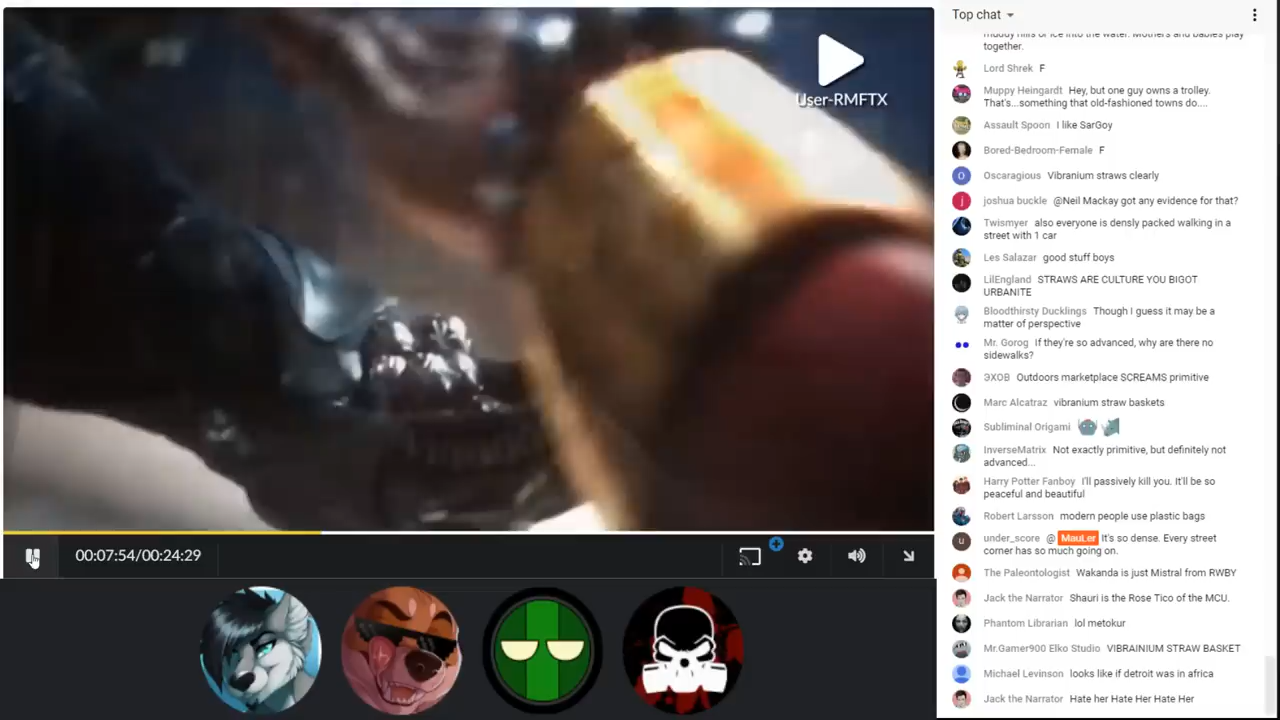 Top chat
muddy hills or ice into the water. Mothers and babies play
together.
Lord Shrek F
Muppy Heingardt Hey, but one guy owns a trolley.
That's...something that old-fashioned towns do....
Assault Spoon I like SarGoy
Bored-Bedroom-Female F
Oscaragious Vibranium straws clearly
joshua buckle @Neil Mackay got any evidence for that?
Twismyer also everyone is densly packed walking in a
street with 1 car
Les Salazar good stuff boys
LilEngland STRAWS ARE CULTURE YOU BIGOT
URBANITE
Bloodthirsty Ducklings Though I guess it may be a
matter of perspective
Mr. Gorog If they're so advanced, why are there no
sidewalks?
ЭХОВ Outdoors marketplace SCREAMS primitive
Marc Alcatraz vibranium straw baskets
Subliminal Origami
InverseMatrix Not exactly primitive, but definitely not
advanced...
Harry Potter Fanboy I'll passively kill you. It'll be so
peaceful and beautiful
Robert Larsson modern people use plastic bags
under_score @ MauLer It's so dense. Every street
corner has so much going on.
The Paleontologist Wakanda is just Mistral from RWBY
Jack the Narrator Shauri is the Rose Tico of the MCU.
Phantom Librarian lol metokur
Mr.Gamer900 Elko Studio VIBRAINIUM STRAW BASKET
Michael Levinson looks like if detroit was in africa
Jack the Narrator Hate her Hate Her Hate Her
User-RMFTX
00:07:54/00:24:29